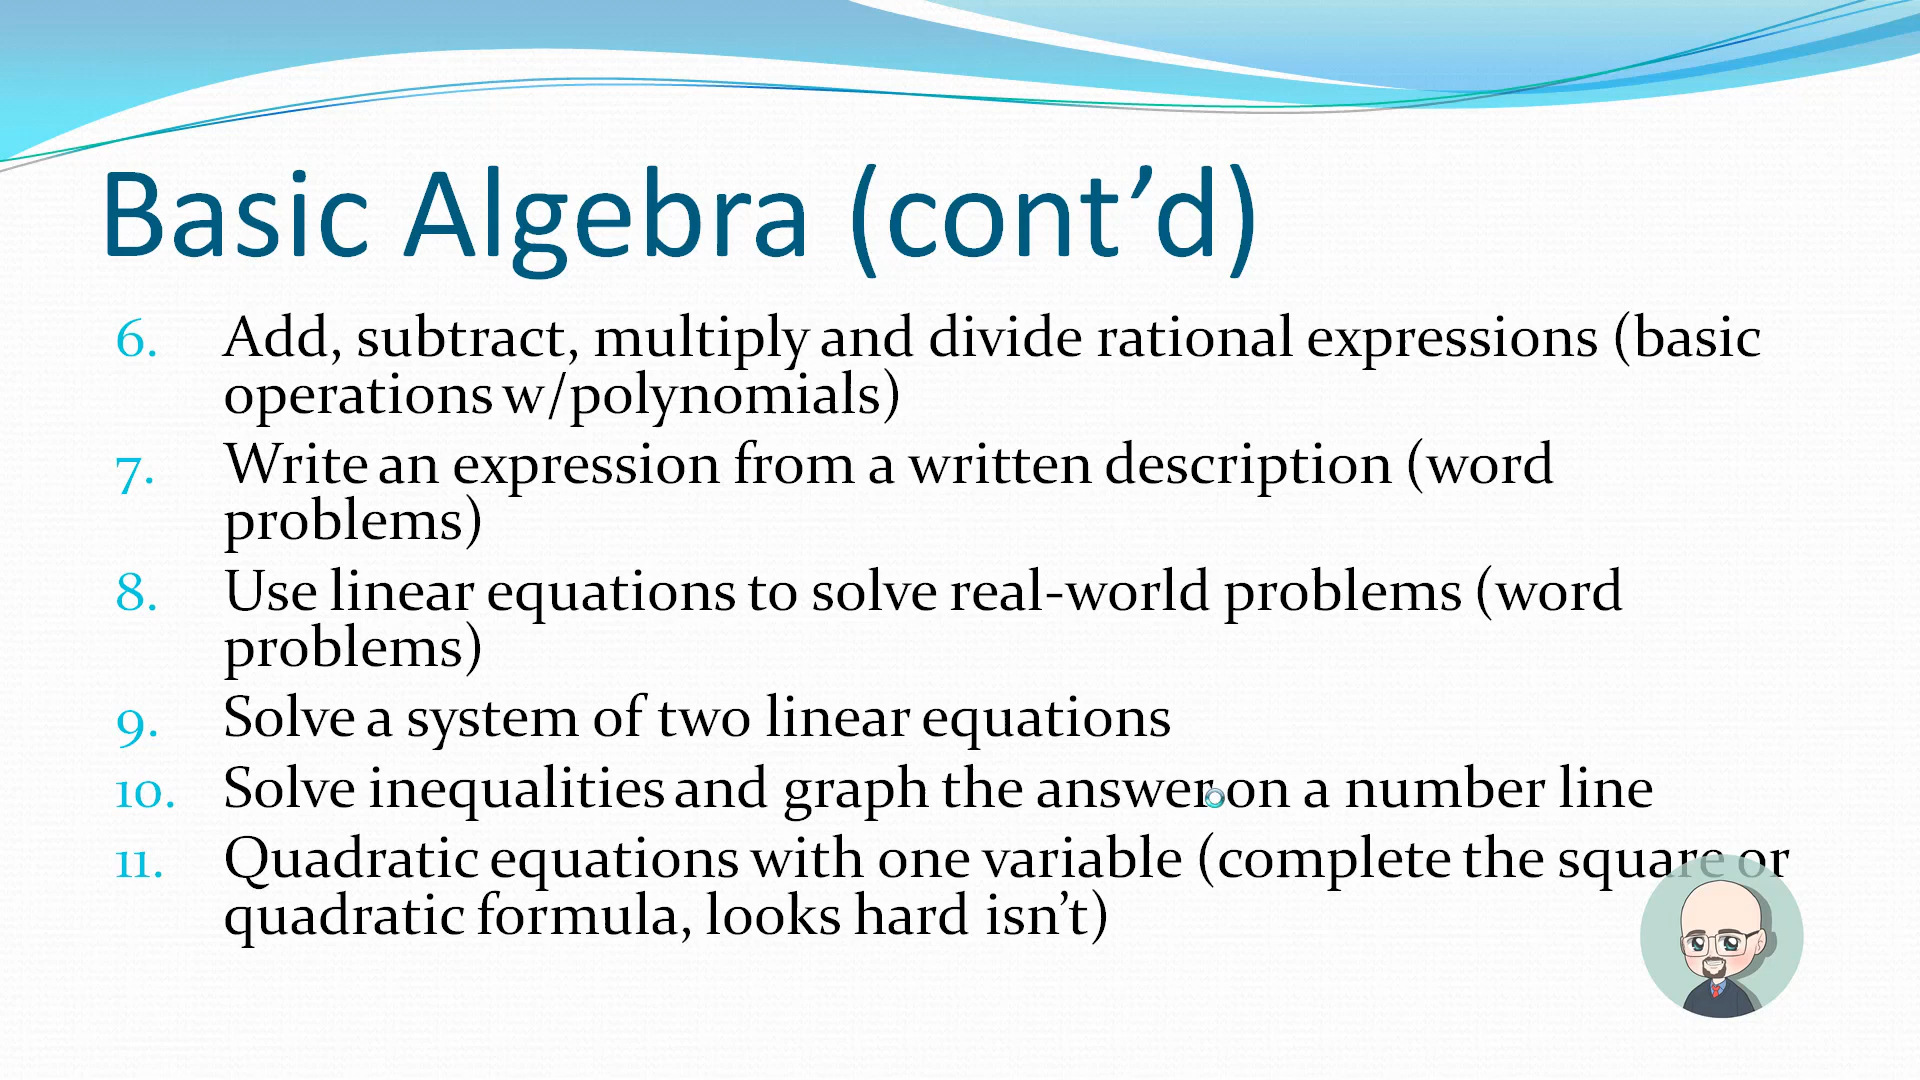 Basic Algebra (cont’d)
6. Add, subtract, multiply and divide rational expressions (basic
operations w/polynomials)
7. Write an expression from a written description (word
problems)
8. Use linear equations to solve real-world problems (word
problems)
9. Solve a system of two linear equations
10. Solve inequalities and graph the answer on a number line
11. Quadratic equations with one variable (complete the square or
quadratic formula, looks hard isn’t)